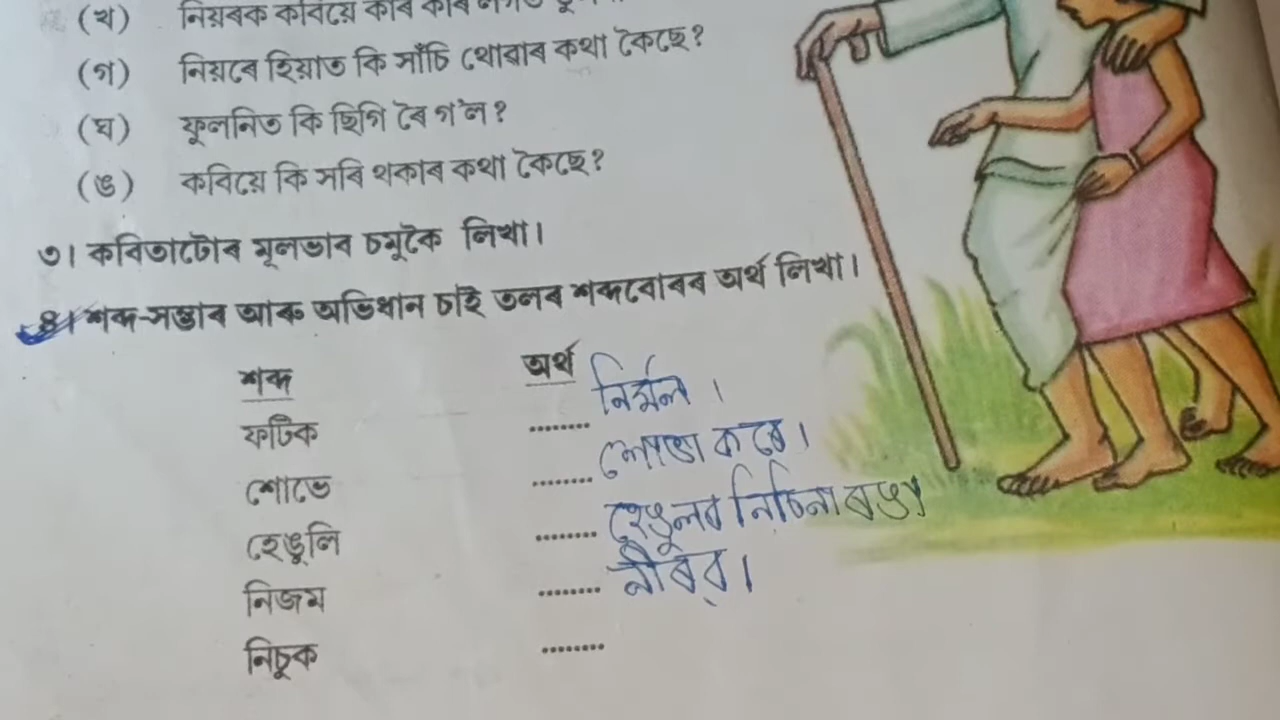 (খ) নিয়ৰক কবিয়ে কাৰ কাৰ লগত
(গ) নিয়ৰে হিয়াত কি সাঁচি থোৱাৰ কথা কৈছে?
(ঘ) ফুলনিত কি ছিগি ৰৈ গ'ল?
(ঙ) কবিয়ে কি সৰি থকাৰ কথা কৈছে?
৩। কবিতাটোৰ মূলভাব চমুকৈ লিখা।
৪। শব্দ-সম্ভাৰ আৰু অভিধান চাই তলৰ শব্দবোৰৰ অৰ্থ লিখা।
শব্দ অৰ্থ
ফটিক ........ নিৰ্মল।
শোভে ........ শোভা কৰে।
হেঙুলি ........ হেঙুলৰ নিচিনা ৰঙা
নিজম ........ নীৰৱ।
নিচুক ........